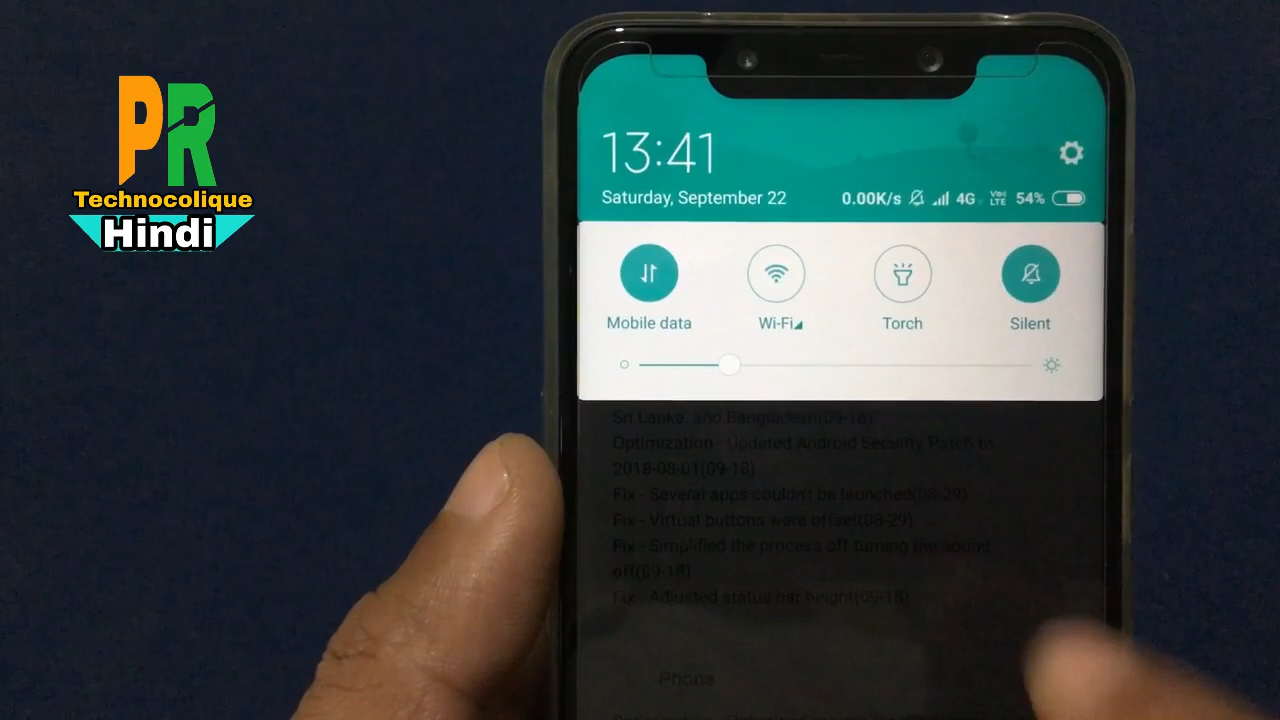 PR
Technocolique
Hindi
13:41
Saturday, September 22
0.00K/s 4G Vo LTE 54%
Mobile data Wi-Fi Torch Silent
Sri Lanka, and Bangladesh(09-18)
Optimization - Updated Android Security Patch to
2018-08-01(09-18)
Fix - Several apps couldn't be launched(08-29)
Fix - Virtual buttons were offset(08-29)
Fix - Simplified the process off turning the sound
off(09-18)
Fix - Adjusted status bar height(09-18)
Phone